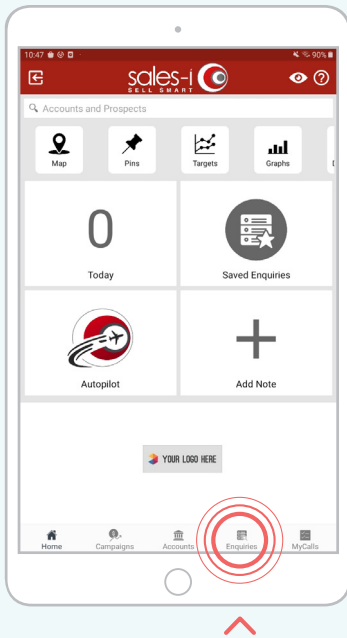 10:47 90%
sales-i
SELL SMART
Accounts and Prospects
Map Pins Targets Graphs
0
Today Saved Enquiries
Autopilot Add Note
YOUR LOGO HERE
Home Campaigns Accounts Enquiries MyCalls